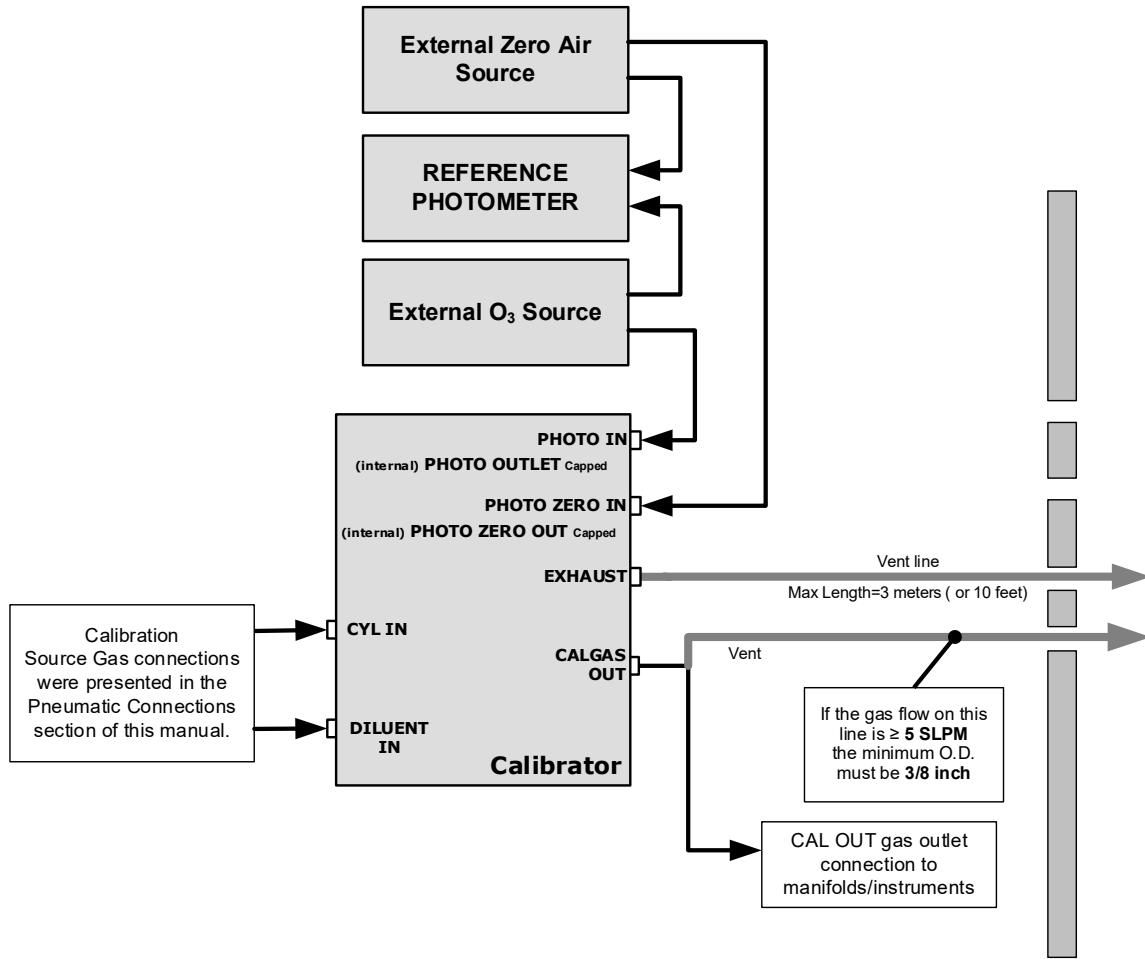 External Zero Air
Source
REFERENCE
PHOTOMETER
External O₃ Source
PHOTO IN
(internal) PHOTO OUTLET Capped
PHOTO ZERO IN
(internal) PHOTO ZERO OUT Capped
EXHAUST
Vent line
Max Length=3 meters ( or 10 feet)
Calibration
Source Gas connections
were presented in the
Pneumatic Connections
section of this manual.
CYL IN
CALGAS
OUT
Vent
DILUENT
IN
Calibrator
If the gas flow on this
line is ≥ 5 SLPM
the minimum O.D.
must be 3/8 inch
CAL OUT gas outlet
connection to
manifolds/instruments